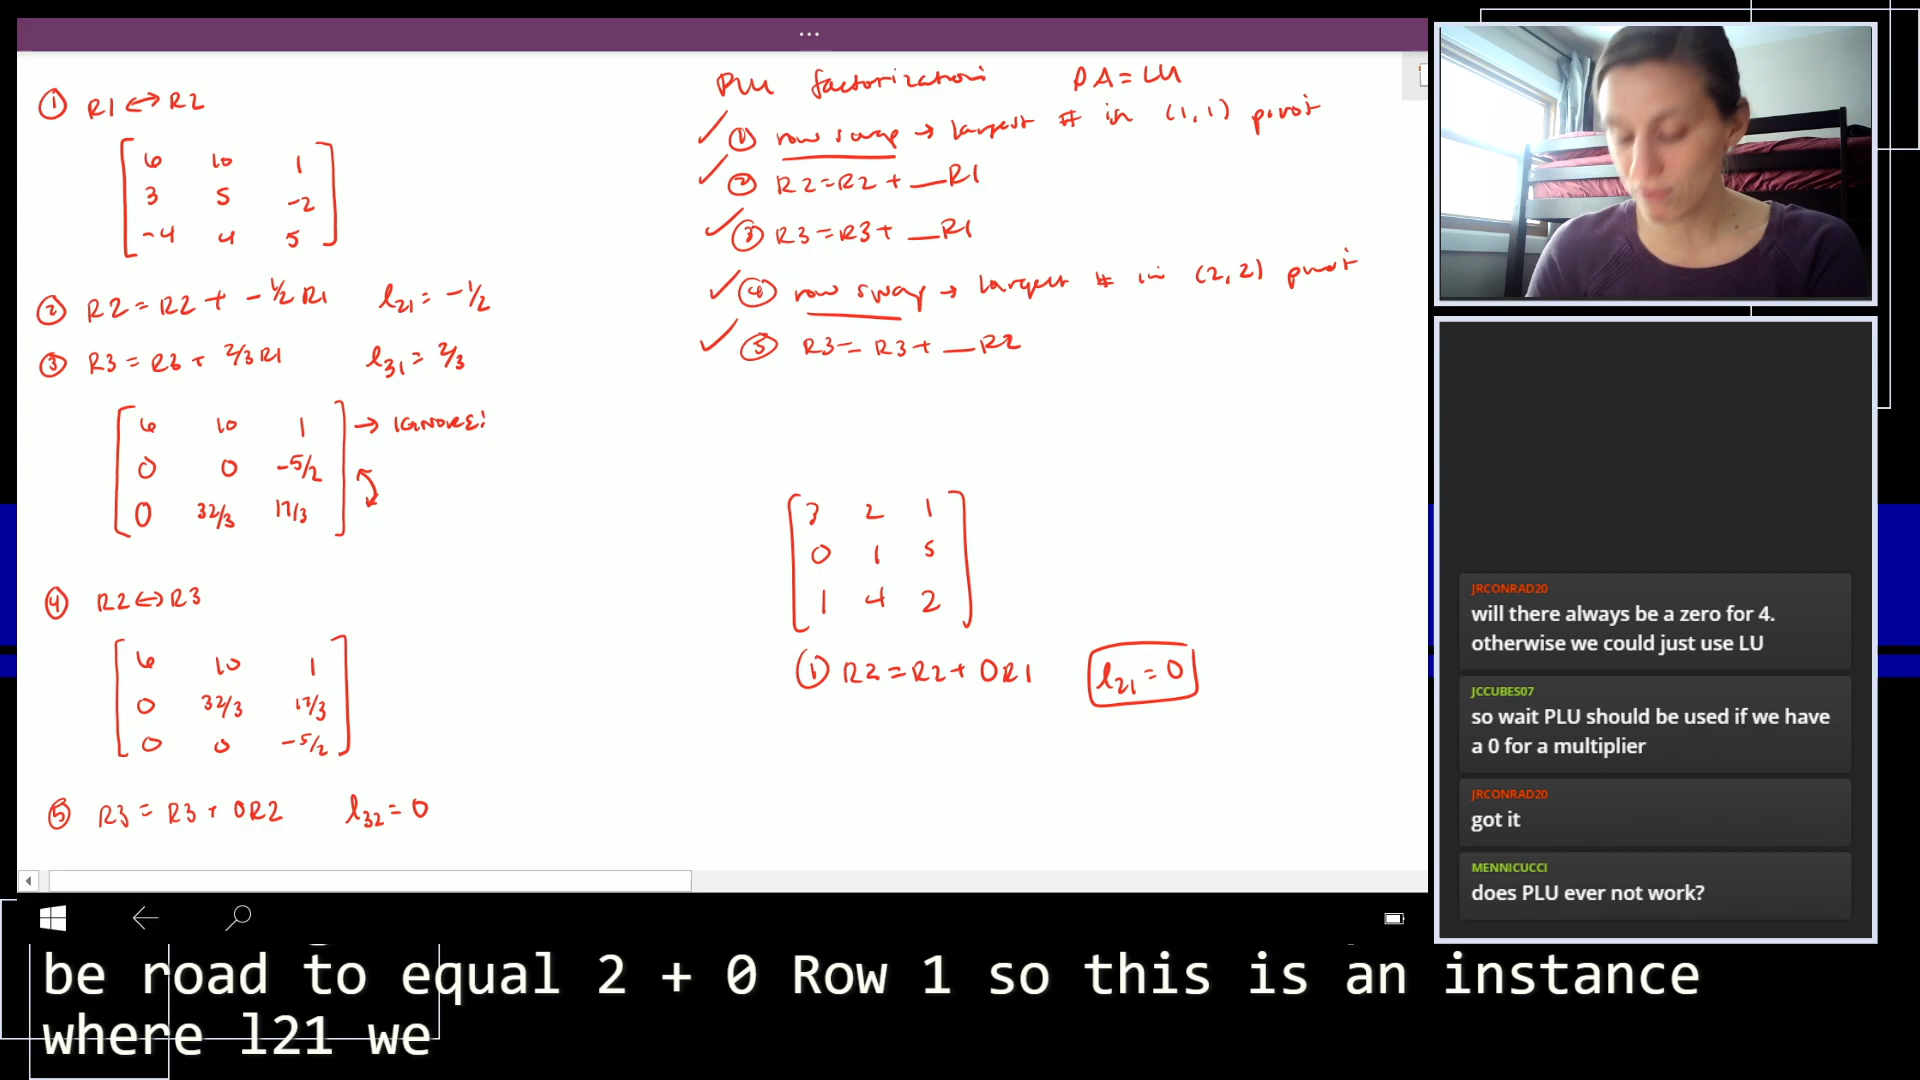 ① R1 ↔ R2
6 10 1
3 5 -2
-4 4 5
② R2 = R2 + -1/2 R1 l21 = -1/2
③ R3 = R3 + 2/3 R1 l31 = 2/3
6 10 1 → IGNORE!
0 0 -5/2
0 32/3 17/3
④ R2 ↔ R3
6 10 1
0 32/3 17/3
0 0 -5/2
⑤ R3 = R3 + 0R2 l32 = 0
PLU factorization PA = LU
✓ ① row swap → largest # in (1,1) pivot
✓ ② R2 = R2 + __R1
✓ ③ R3 = R3 + __R1
✓ ④ row swap → largest # in (2,2) pivot
✓ ⑤ R3 = R3 + __R2
3 2 1
0 1 5
1 4 2
① R2 = R2 + 0R1 l21 = 0
JRCONRAD20
will there always be a zero for 4.
otherwise we could just use LU
JCCUBES07
so wait PLU should be used if we have
a 0 for a multiplier
JRCONRAD20
got it
MENNICUCCI
does PLU ever not work?
be road to equal 2 + 0 Row 1 so this is an instance
where l21 we